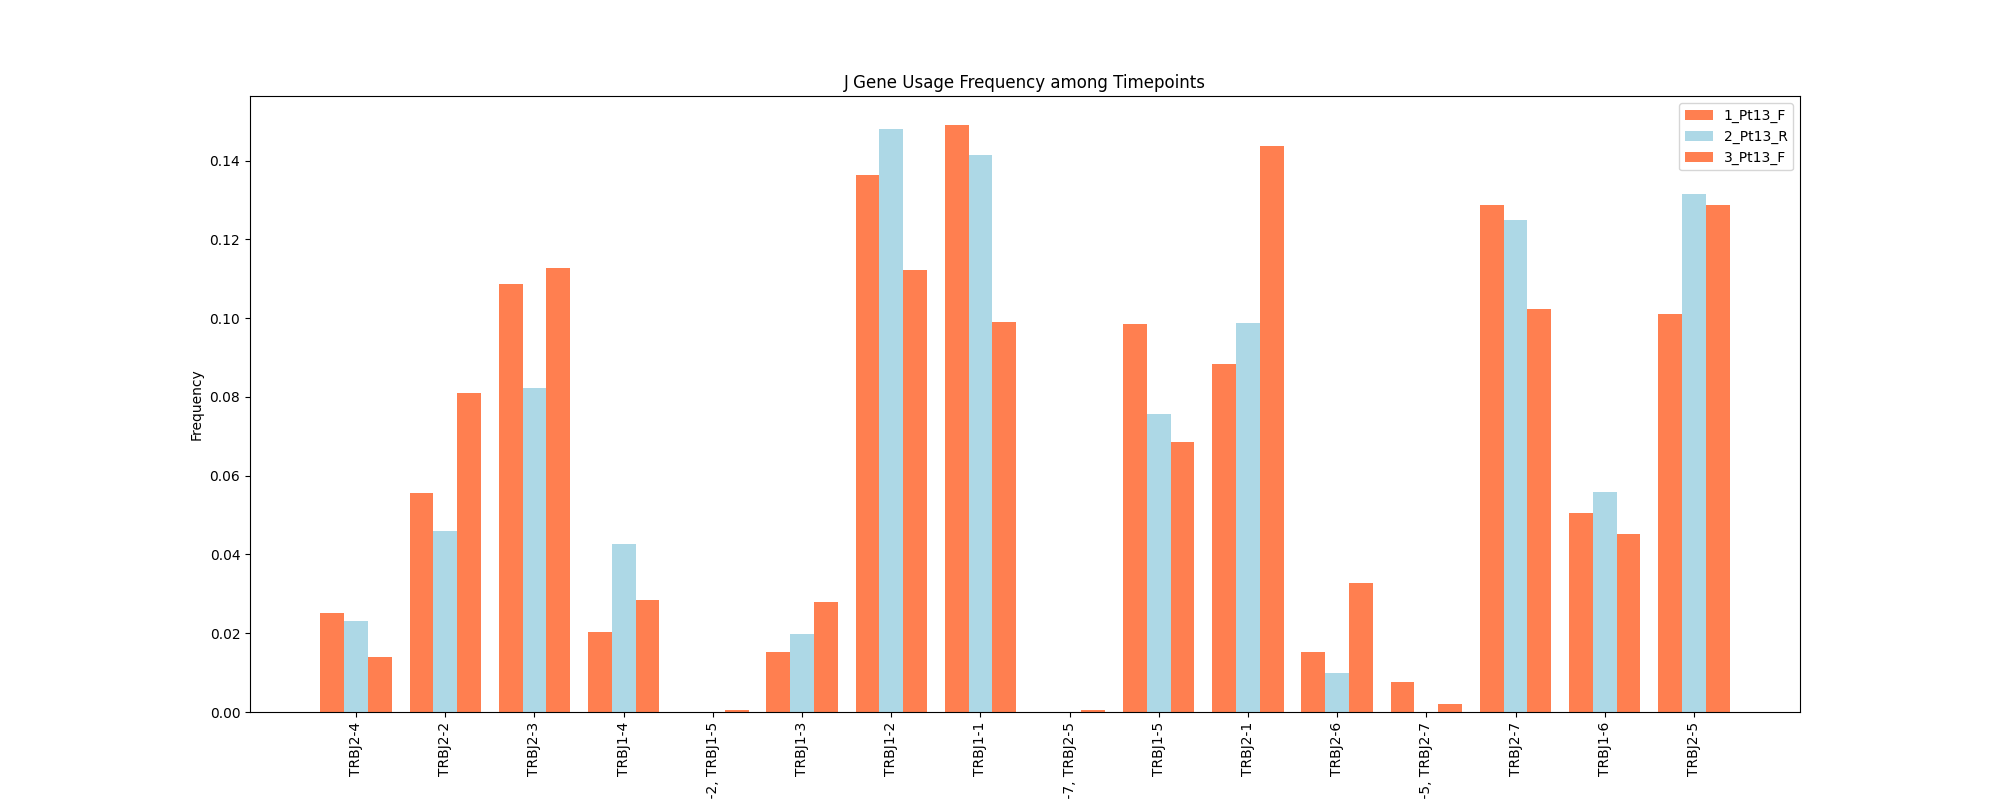 J Gene Usage Frequency among Timepoints
1_Pt13_F
2_Pt13_R
3_Pt13_F
Frequency
0.14
0.12
0.10
0.08
0.06
0.04
0.02
0.00
TRBJ2-4
TRBJ2-2
TRBJ2-3
TRBJ1-4
-2, TRBJ1-5
TRBJ1-3
TRBJ1-2
TRBJ1-1
-7, TRBJ2-5
TRBJ1-5
TRBJ2-1
TRBJ2-6
-5, TRBJ2-7
TRBJ2-7
TRBJ1-6
TRBJ2-5